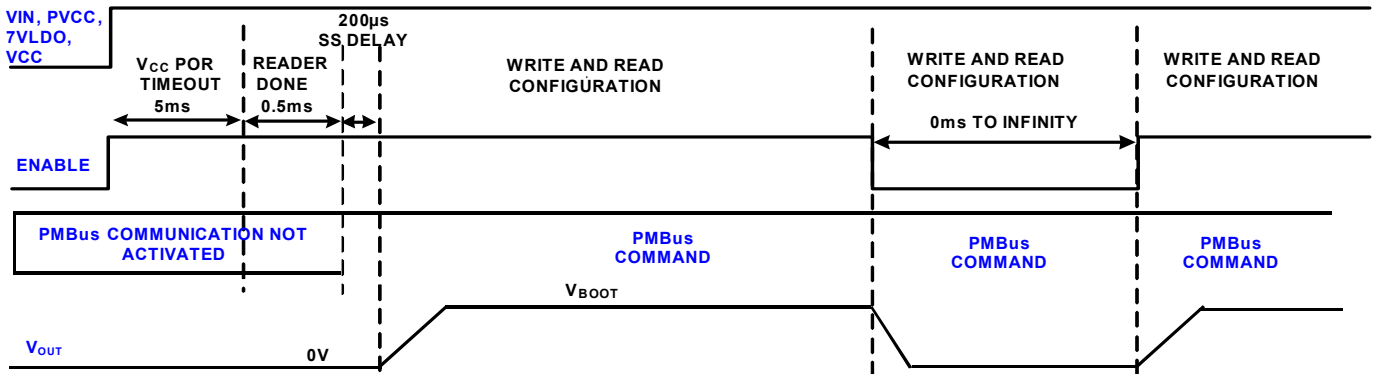 VIN, PVCC,
7VLDO,
VCC
200µs
SS DELAY
VCC POR
TIMEOUT
5ms
READER
DONE
0.5ms
WRITE AND READ
CONFIGURATION
WRITE AND READ
CONFIGURATION
WRITE AND READ
CONFIGURATION
0ms TO INFINITY
ENABLE
PMBus COMMUNICATION NOT
ACTIVATED
PMBus
COMMAND
PMBus
COMMAND
PMBus
COMMAND
VBOOT
VOUT
0V